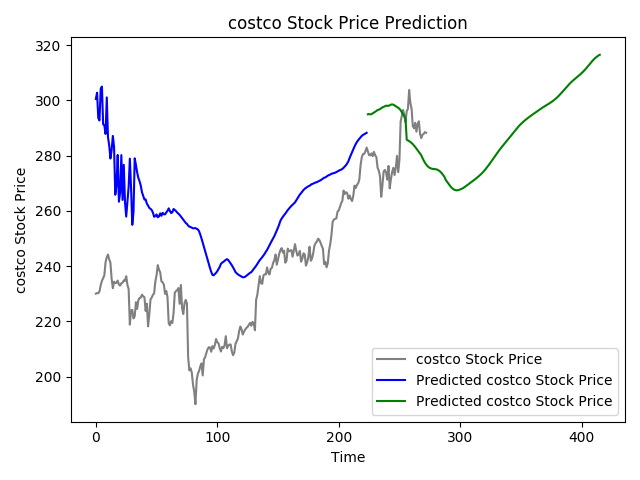 costco Stock Price Prediction
costco Stock Price
320
300
280
260
240
220
200
0
100
200
300
400
Time
costco Stock Price
Predicted costco Stock Price
Predicted costco Stock Price